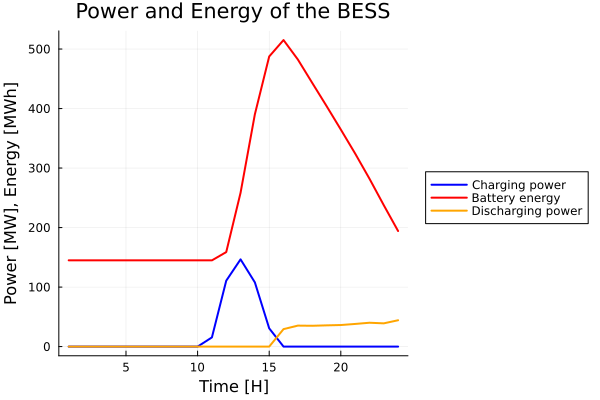 Power and Energy of the BESS
Power [MW], Energy [MWh]
500
400
300
200
100
0
5
10
15
20
Time [H]
Charging power
Battery energy
Discharging power